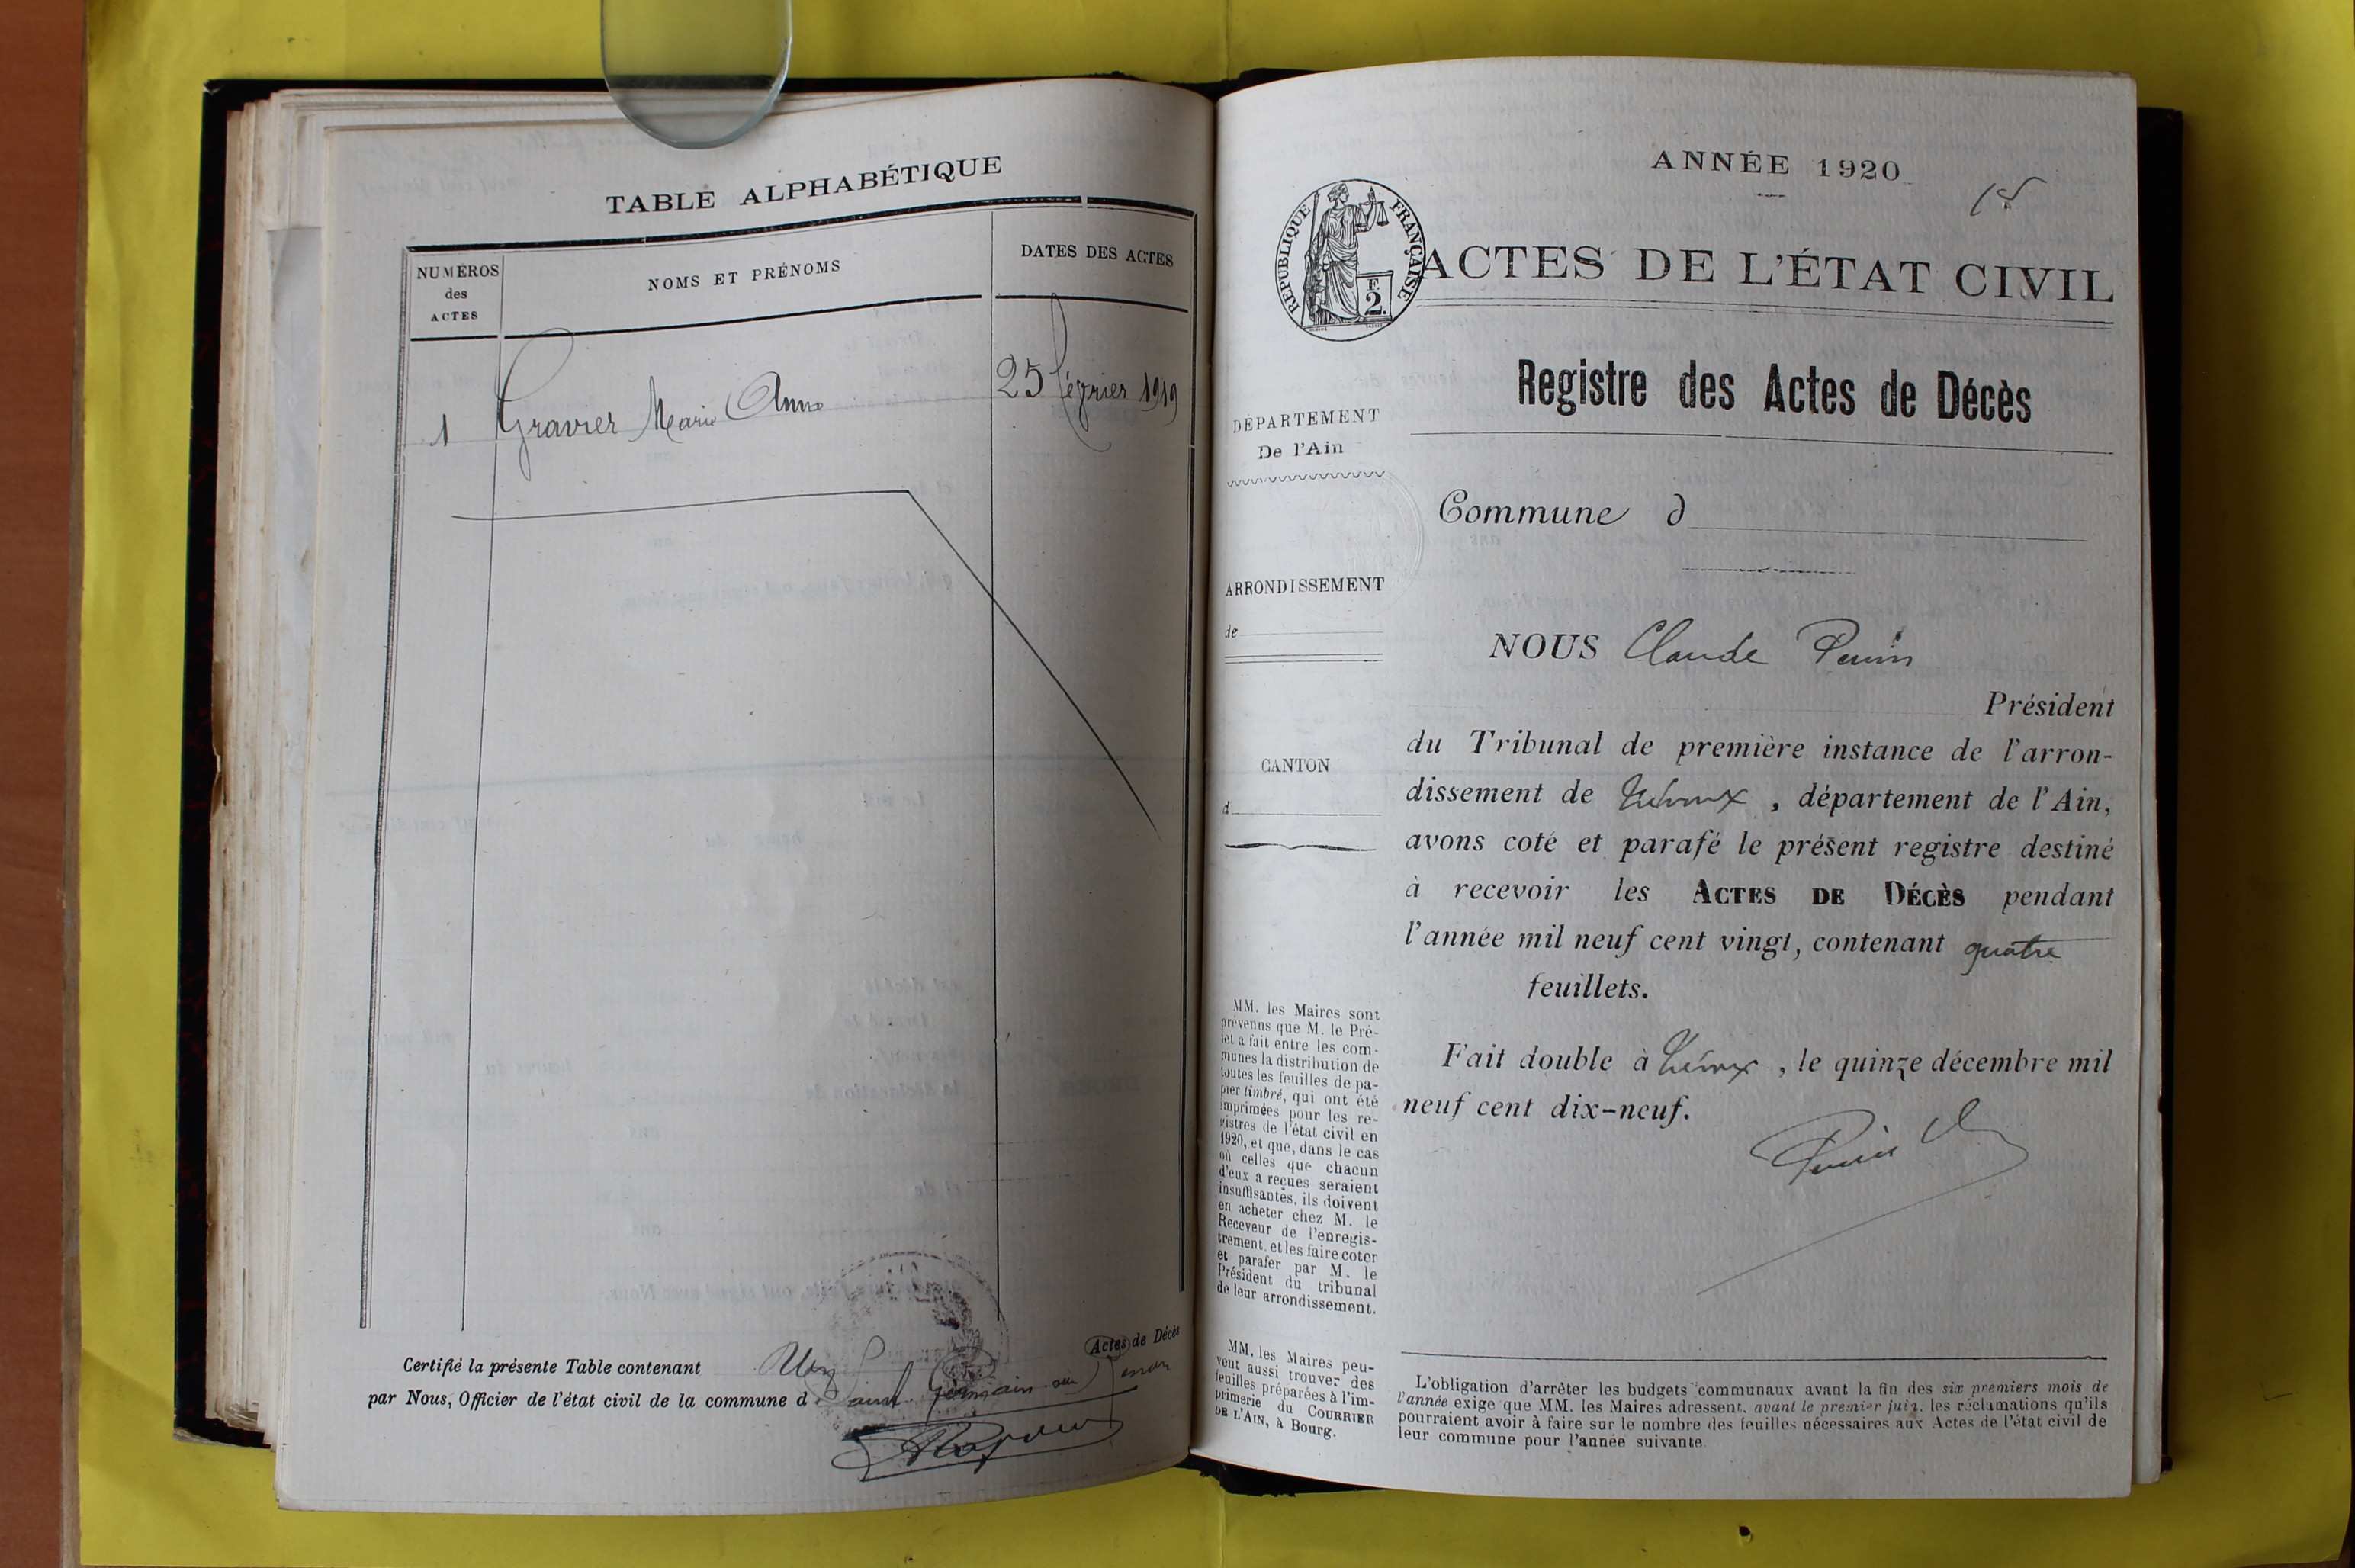 TABLE ALPHABÉTIQUE
NUMÉROS
des
ACTES
NOMS ET PRÉNOMS
DATES DES ACTES
1 Gravier Marie Anne 25 février 1919
Certifié la présente Table contenant Un Actes de Décès
par Nous, Officier de l'état civil de la commune d Saint Germain sur Renon
ANNÉE 1920
RÉPUBLIQUE FRANÇAISE
F.
2.
ACTES DE L'ÉTAT CIVIL
Registre des Actes de Décès
DÉPARTEMENT
De l'Ain
Commune d
ARRONDISSEMENT
de
CANTON
d
NOUS Claude Perrin
Président
du Tribunal de première instance de l'arron-
dissement de Trévoux, département de l'Ain,
avons coté et parafé le présent registre destiné
à recevoir les ACTES DE DÉCÈS pendant
l'année mil neuf cent vingt, contenant quatre
feuillets.
Fait double à Trévoux, le quinze décembre mil
neuf cent dix-neuf.
Perrin
MM. les Maires sont
prévenus que M. le Pré-
fet a fait entre les com-
munes la distribution de
toutes les feuilles de pa-
pier timbré, qui ont été
imprimées pour les re-
gistres de l'état civil en
1920, et que, dans le cas
où celles que chacun
d'eux a reçues seraient
insuffisantes, ils doivent
en acheter chez M. le
Receveur de l'enregis-
trement, et les faire coter
et parafer par M. le
Président du tribunal
de leur arrondissement.
MM. les Maires peu-
vent aussi trouver des
feuilles préparées à l'im-
primerie du COURRIER
DE L'AIN, à Bourg.
L'obligation d'arrêter les budgets communaux avant la fin des six premiers mois de
l'année exige que MM. les Maires adressent, avant le premier juin, les réclamations qu'ils
pourraient avoir à faire sur le nombre des feuilles nécessaires aux Actes de l'état civil de
leur commune pour l'année suivante.